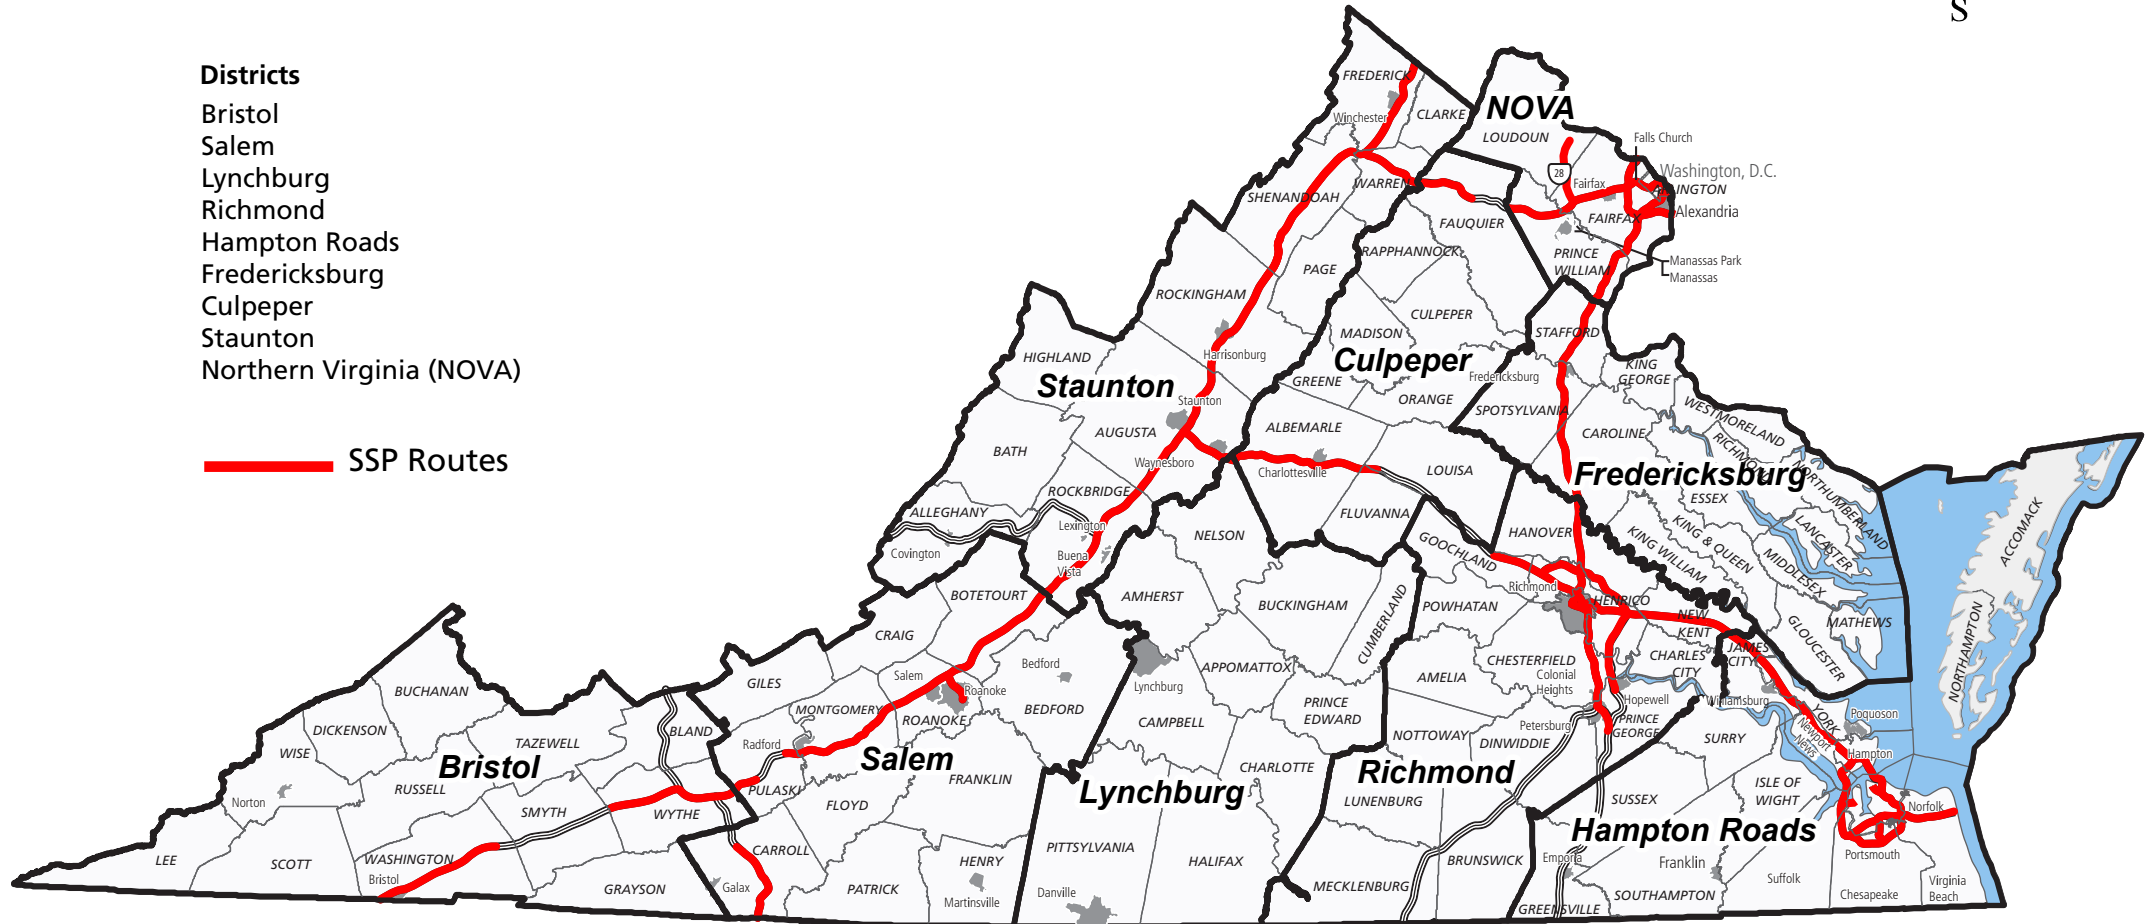 S
Districts
Bristol
Salem
Lynchburg
Richmond
Hampton Roads
Fredericksburg
Culpeper
Staunton
Northern Virginia (NOVA)
SSP Routes
FREDERICK
Winchester
CLARKE
NOVA
LOUDOUN
Falls Church
28
Fairfax
Washington, D.C.
ARLINGTON
Alexandria
FAIRFAX
WARREN
SHENANDOAH
FAUQUIER
RAPPHANNOCK
PRINCE
WILLIAM
Manassas Park
Manassas
PAGE
ROCKINGHAM
CULPEPER
MADISON
STAFFORD
Culpeper
HIGHLAND
Harrisonburg
KING
GEORGE
Staunton
GREENE
Fredericksburg
ORANGE
Staunton
SPOTSYLVANIA
WESTMORELAND
AUGUSTA
ALBEMARLE
CAROLINE
RICHMOND
BATH
Waynesboro
Charlottesville
LOUISA
Fredericksburg
NORTHUMBERLAND
ROCKBRIDGE
ESSEX
ALLEGHANY
FLUVANNA
Lexington
NELSON
HANOVER
KING & QUEEN
LANCASTER
ACCOMACK
Covington
Buena
Vista
GOOCHLAND
KING WILLIAM
MIDDLESEX
BOTETOURT
AMHERST
BUCKINGHAM
CUMBERLAND
POWHATAN
Richmond
HENRICO
NEW
KENT
GLOUCESTER
MATHEWS
CRAIG
NORTHAMPTON
Bedford
APPOMATTOX
CHESTERFIELD
CHARLES
CITY
JAMES
CITY
GILES
Salem
Roanoke
Lynchburg
AMELIA
Colonial
Heights
Hopewell
Williamsburg
BUCHANAN
MONTGOMERY
ROANOKE
BEDFORD
CAMPBELL
PRINCE
EDWARD
Petersburg
PRINCE
GEORGE
YORK
Poquoson
DICKENSON
BLAND
Radford
NOTTOWAY
DINWIDDIE
SURRY
Newport
News
Hampton
WISE
TAZEWELL
Bristol
Salem
FRANKLIN
CHARLOTTE
Richmond
RUSSELL
PULASKI
FLOYD
Lynchburg
LUNENBURG
SUSSEX
ISLE OF
WIGHT
Norfolk
Norton
SMYTH
WYTHE
Hampton Roads
LEE
SCOTT
WASHINGTON
Bristol
CARROLL
HENRY
PITTSYLVANIA
HALIFAX
BRUNSWICK
Emporia
Franklin
Portsmouth
GRAYSON
Galax
PATRICK
Martinsville
Danville
MECKLENBURG
SOUTHAMPTON
Suffolk
Chesapeake
Virginia
Beach
GREENSVILLE